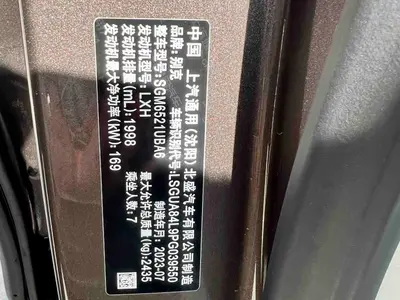 中国 上汽通用(沈阳)北盛汽车有限公司制造
品牌:别克 车辆识别代号:LSGUA84L9PG039550
整车型号:SGM6521UBA6 制造年月:2023-07
发动机型号:LXH 最大允许总质量(kg):2435
发动机排量(mL):1998 乘坐人数:7
发动机最大净功率(kW):169